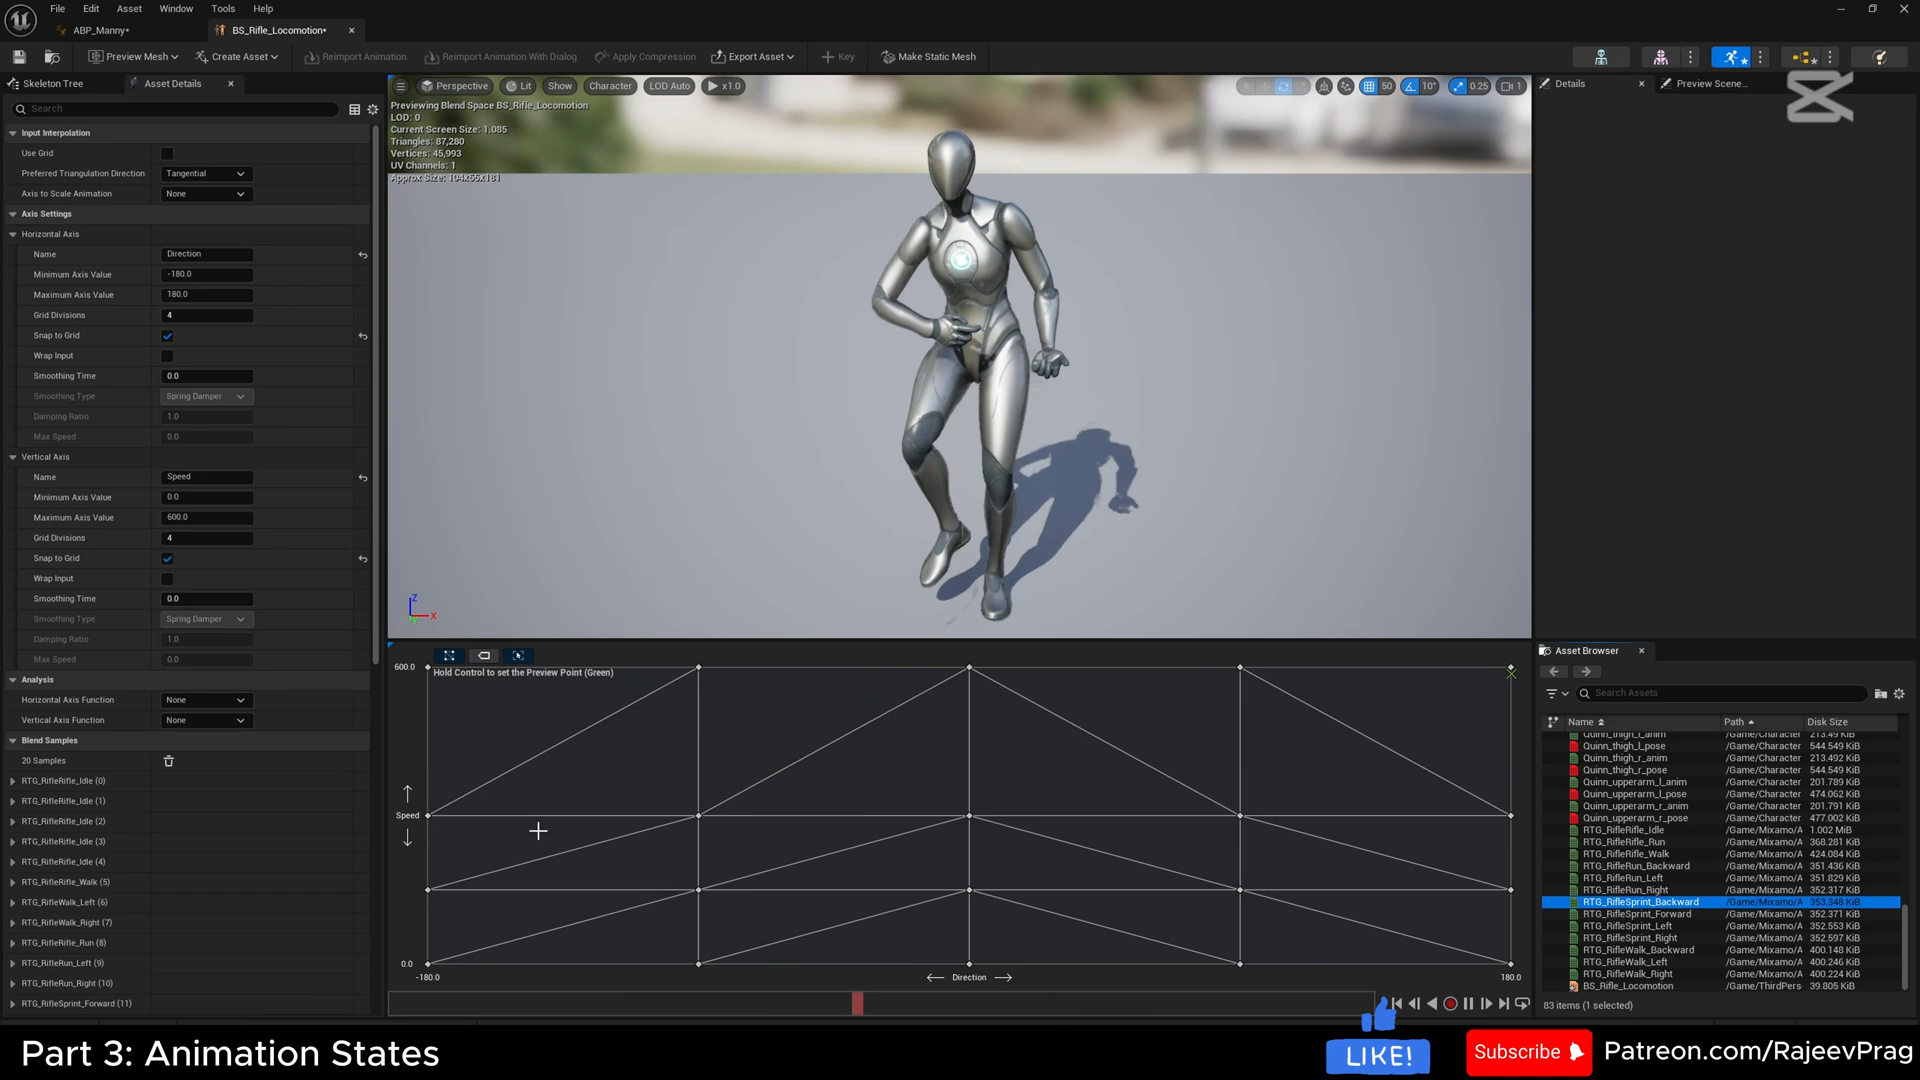 File Edit Asset Window Tools Help
ABP_Manny*
BS_Rifle_Locomotion*
Preview Mesh
Create Asset
Reimport Animation
Reimport Animation With Dialog
Apply Compression
Export Asset
Key
Make Static Mesh
Skeleton Tree
Asset Details
Search
Input Interpolation
Use Grid
Preferred Triangulation Direction Tangential
Axis to Scale Animation None
Axis Settings
Horizontal Axis
Name Direction
Minimum Axis Value -180.0
Maximum Axis Value 180.0
Grid Divisions 4
Snap to Grid
Wrap Input
Smoothing Time 0.0
Smoothing Type Spring Damper
Damping Ratio 1.0
Max Speed 0.0
Vertical Axis
Name Speed
Minimum Axis Value 0.0
Maximum Axis Value 600.0
Grid Divisions 4
Snap to Grid
Wrap Input
Smoothing Time 0.0
Smoothing Type Spring Damper
Damping Ratio 1.0
Max Speed 0.0
Analysis
Horizontal Axis Function None
Vertical Axis Function None
Blend Samples
20 Samples
RTG_RifleRifle_Idle (0)
RTG_RifleRifle_Idle (1)
RTG_RifleRifle_Idle (2)
RTG_RifleRifle_Idle (3)
RTG_RifleRifle_Idle (4)
RTG_RifleRifle_Walk (5)
RTG_RifleWalk_Left (6)
RTG_RifleWalk_Right (7)
RTG_RifleRifle_Run (8)
RTG_RifleRun_Left (9)
RTG_RifleRun_Right (10)
RTG_RifleSprint_Forward (11)
Perspective Lit Show Character LOD Auto x1.0
50 10° 0.25 1
Previewing Blend Space BS_Rifle_Locomotion
LOD: 0
Current Screen Size: 1.085
Triangles: 87,280
Vertices: 45,993
UV Channels: 1
Approx Size: 104x55x181
Z
X
600.0
Hold Control to set the Preview Point (Green)
Speed
0.0
-180.0
Direction
180.0
Details
Preview Scene...
Asset Browser
Search Assets
Name Path Disk Size
Quinn_thigh_l_anim /Game/Character 213.49 KiB
Quinn_thigh_l_pose /Game/Character 544.549 KiB
Quinn_thigh_r_anim /Game/Character 213.492 KiB
Quinn_thigh_r_pose /Game/Character 544.549 KiB
Quinn_upperarm_l_anim /Game/Character 201.789 KiB
Quinn_upperarm_l_pose /Game/Character 474.062 KiB
Quinn_upperarm_r_anim /Game/Character 201.791 KiB
Quinn_upperarm_r_pose /Game/Character 477.002 KiB
RTG_RifleRifle_Idle /Game/Mixamo/A 1.002 MiB
RTG_RifleRifle_Run /Game/Mixamo/A 368.281 KiB
RTG_RifleRifle_Walk /Game/Mixamo/A 424.084 KiB
RTG_RifleRun_Backward /Game/Mixamo/A 351.436 KiB
RTG_RifleRun_Left /Game/Mixamo/A 351.829 KiB
RTG_RifleRun_Right /Game/Mixamo/A 352.317 KiB
RTG_RifleSprint_Backward /Game/Mixamo/A 353.348 KiB
RTG_RifleSprint_Forward /Game/Mixamo/A 352.371 KiB
RTG_RifleSprint_Left /Game/Mixamo/A 352.553 KiB
RTG_RifleSprint_Right /Game/Mixamo/A 352.597 KiB
RTG_RifleWalk_Backward /Game/Mixamo/A 400.148 KiB
RTG_RifleWalk_Left /Game/Mixamo/A 400.246 KiB
RTG_RifleWalk_Right /Game/Mixamo/A 400.224 KiB
BS_Rifle_Locomotion /Game/ThirdPers 39.805 KiB
83 items (1 selected)
Part 3: Animation States
LIKE!
Subscribe
Patreon.com/RajeevPrag